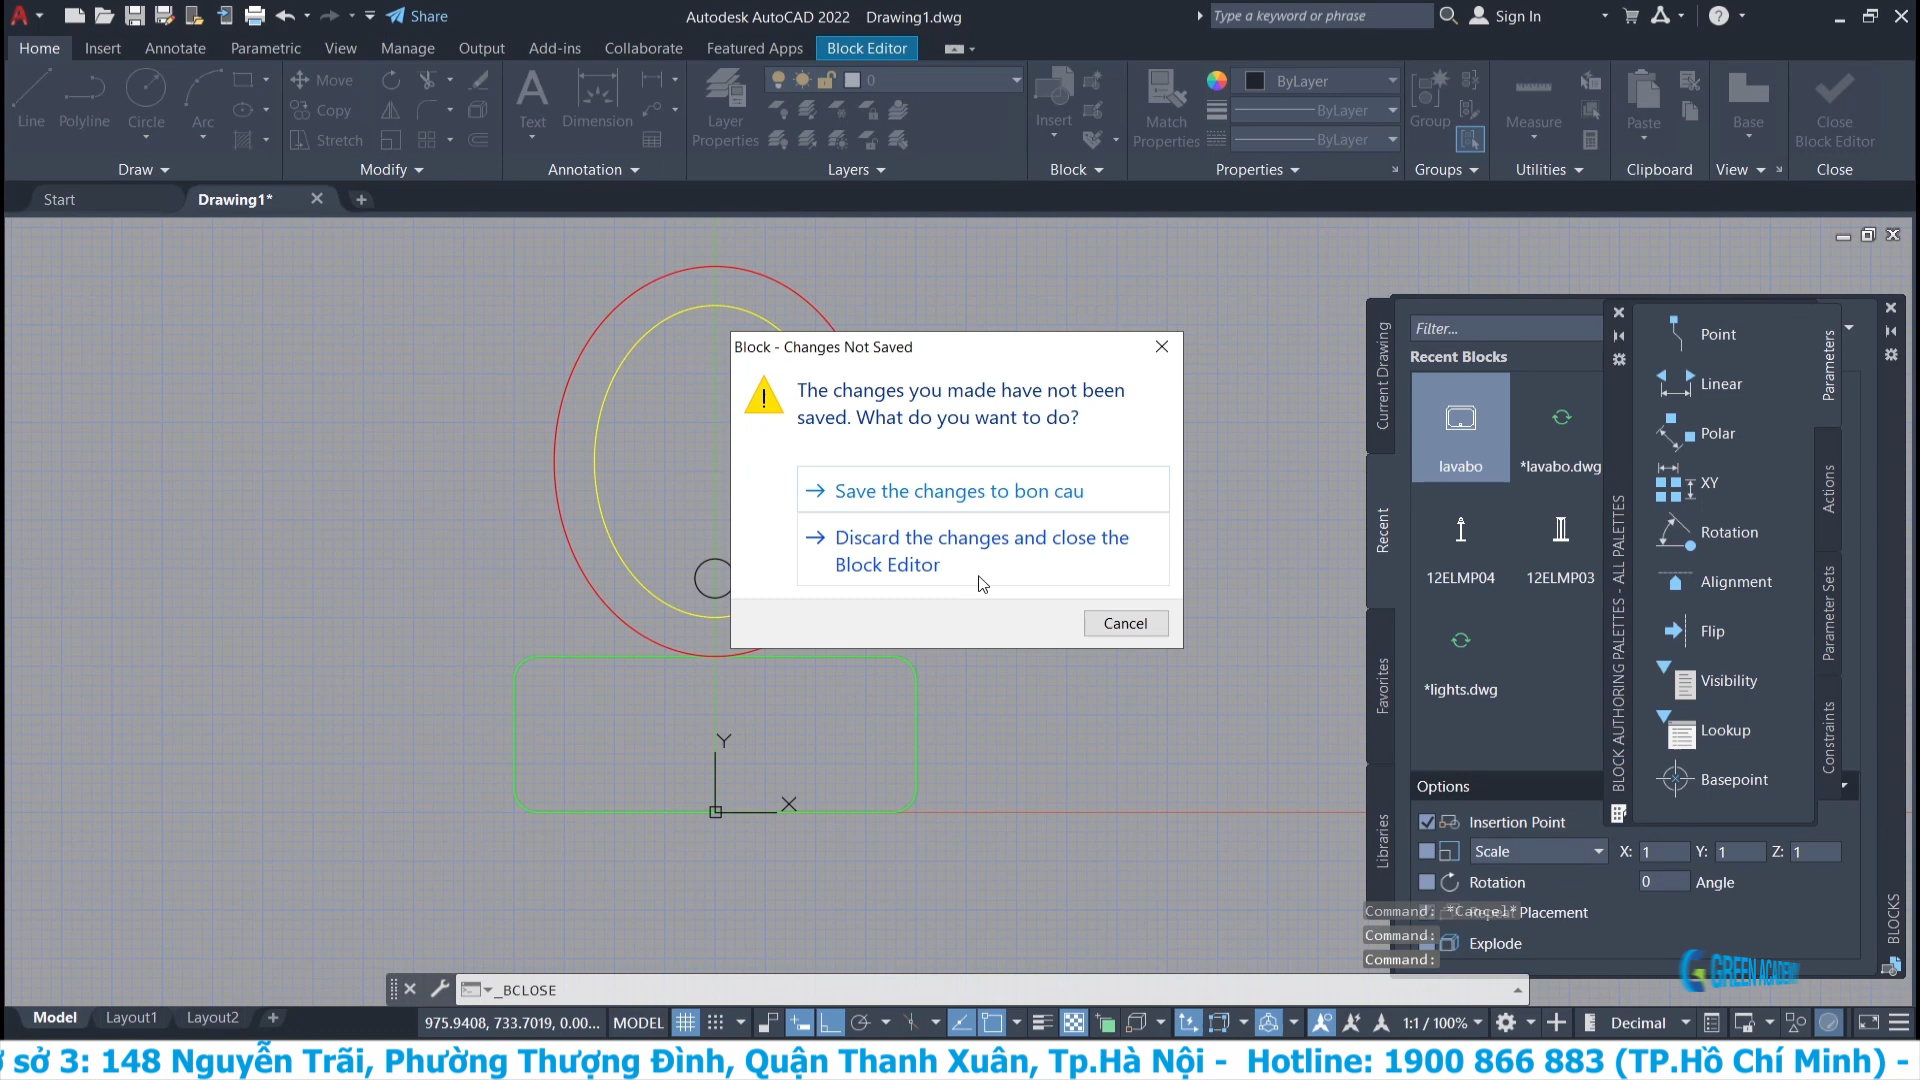 Share
Autodesk AutoCAD 2022 Drawing1.dwg
Type a keyword or phrase
Sign In
Home Insert Annotate Parametric View Manage Output Add-ins Collaborate Featured Apps Block Editor
Line Polyline Circle Arc
Move
Copy
Stretch
Text Dimension
Layer
Properties
0
Insert
Match
Properties
ByLayer
ByLayer
ByLayer
Group
Measure
Paste
Base
Close
Block Editor
Draw Modify Annotation Layers Block Properties Groups Utilities Clipboard View Close
Start Drawing1* +
Block - Changes Not Saved
The changes you made have not been
saved. What do you want to do?
Save the changes to bon cau
Discard the changes and close the
Block Editor
Cancel
Y
X
Current Drawing
Recent
Favorites
Libraries
Filter...
Recent Blocks
lavabo *lavabo.dwg
12ELMP04 12ELMP03
*lights.dwg
BLOCK AUTHORING PALETTES - ALL PALETTES
Point
Linear
Polar
XY
Rotation
Alignment
Flip
Visibility
Lookup
Basepoint
Parameters
Actions
Parameter Sets
Constraints
Options
Insertion Point
Scale X: 1 Y: 1 Z: 1
Rotation 0 Angle
Placement
Explode
BLOCKS
Command: *Cancel*
Command:
Command:
GREEN ACADEMY
_BCLOSE
Model Layout1 Layout2 +
975.9408, 733.7019, 0.00... MODEL 1:1 / 100% Decimal
sở 3: 148 Nguyễn Trãi, Phường Thượng Đình, Quận Thanh Xuân, Tp.Hà Nội - Hotline: 1900 866 883 (TP.Hồ Chí Minh) -